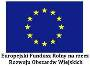 Europejski Fundusz Rolny na rzecz
Rozwoju Obszarów Wiejskich